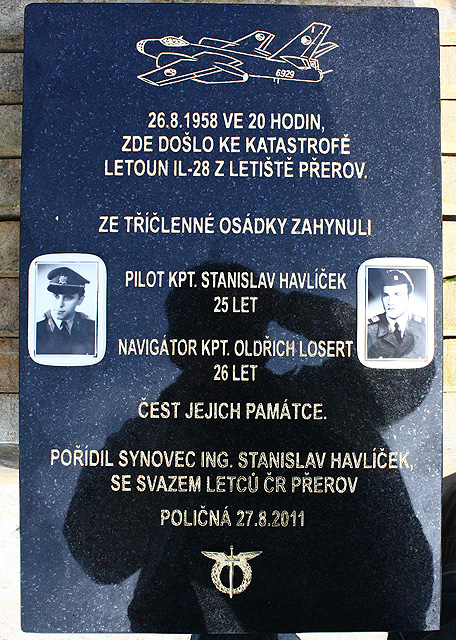 6929
26.8.1958 VE 20 HODIN,
ZDE DOŠLO KE KATASTROFĚ
LETOUN IL-28 Z LETIŠTĚ PŘEROV.
ZE TŘÍČLENNÉ OSÁDKY ZAHYNULI
PILOT KPT. STANISLAV HAVLÍČEK
25 LET
NAVIGÁTOR KPT. OLDŘICH LOSERT
26 LET
ČEST JEJICH PAMÁTCE.
POŘÍDIL SYNOVEC ING. STANISLAV HAVLÍČEK,
SE SVAZEM LETCŮ ČR PŘEROV
POLIČNÁ 27.8.2011